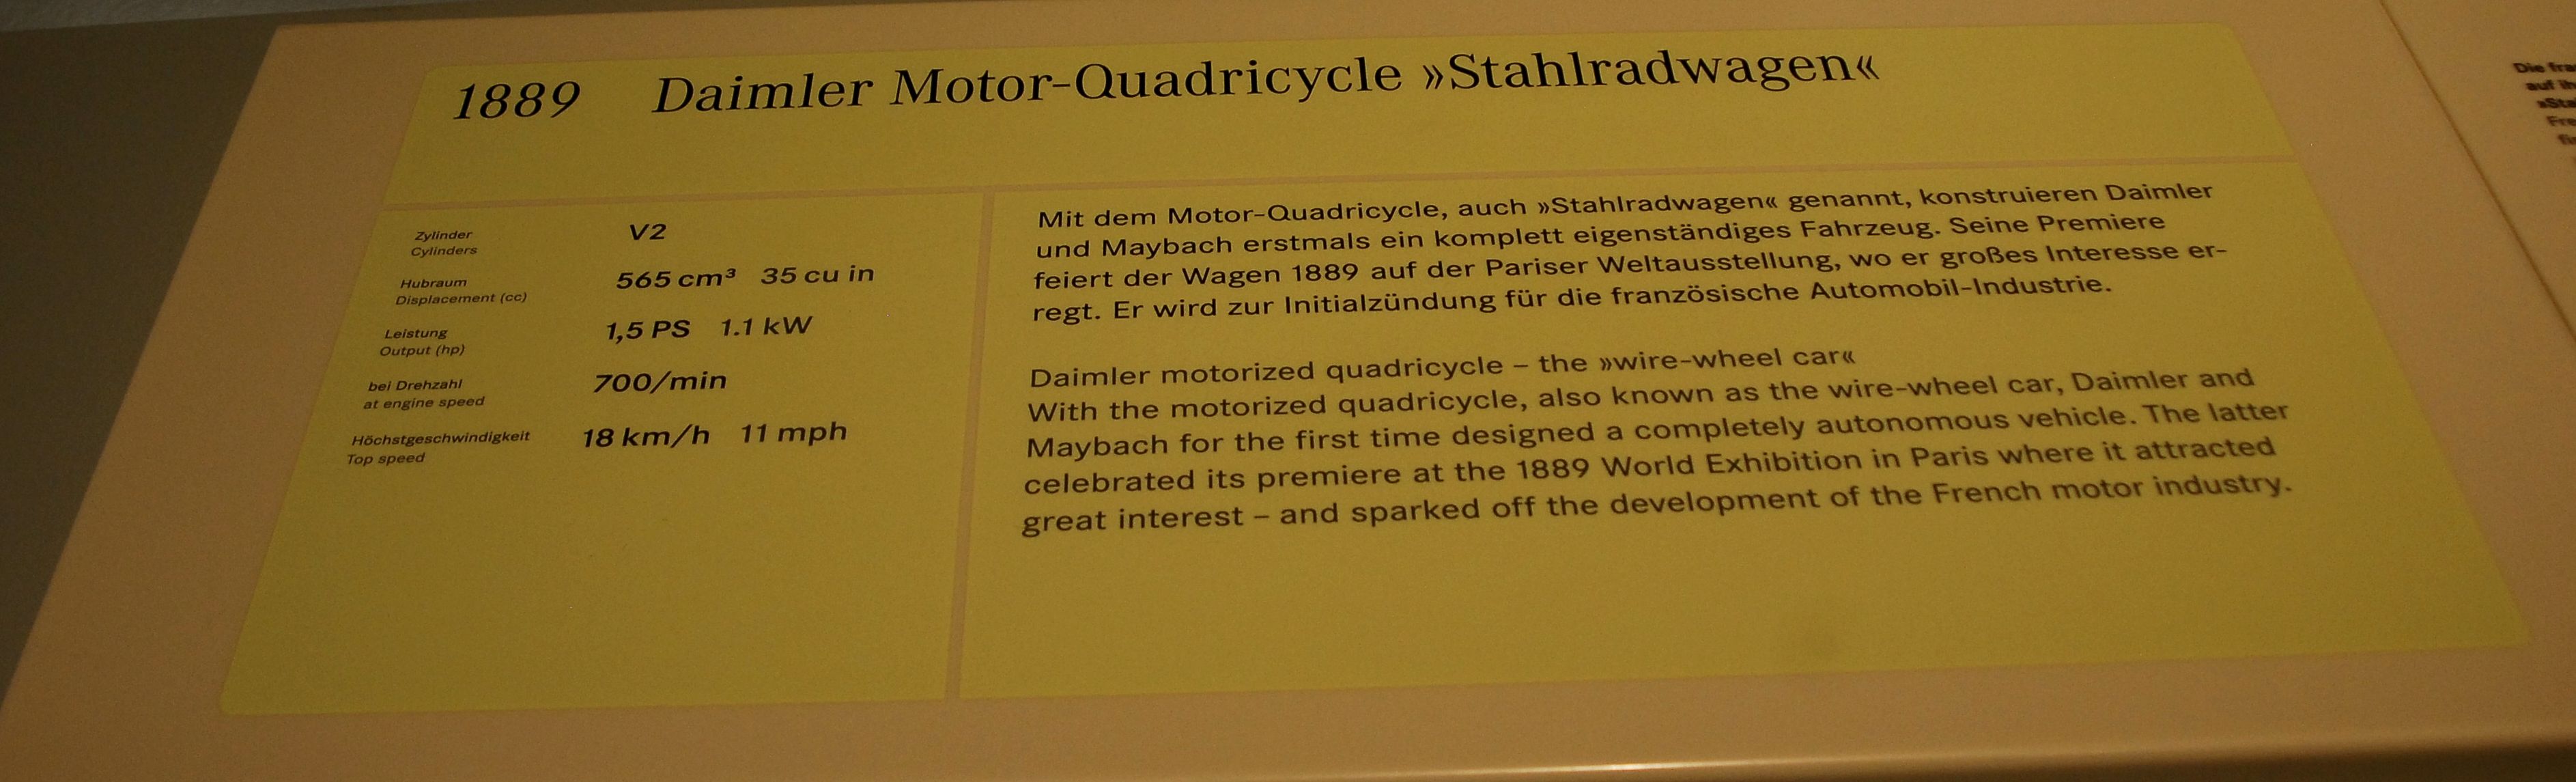 1889 Daimler Motor-Quadricycle »Stahlradwagen«
Zylinder
Cylinders
V2
Hubraum
Displacement (cc)
565 cm³ 35 cu in
Leistung
Output (hp)
1,5 PS 1.1 kW
bei Drehzahl
at engine speed
700/min
Höchstgeschwindigkeit
Top speed
18 km/h 11 mph
Mit dem Motor-Quadricycle, auch »Stahlradwagen« genannt, konstruieren Daimler
und Maybach erstmals ein komplett eigenständiges Fahrzeug. Seine Premiere
feiert der Wagen 1889 auf der Pariser Weltausstellung, wo er großes Interesse er-
regt. Er wird zur Initialzündung für die französische Automobil-Industrie.
Daimler motorized quadricycle – the »wire-wheel car«
With the motorized quadricycle, also known as the wire-wheel car, Daimler and
Maybach for the first time designed a completely autonomous vehicle. The latter
celebrated its premiere at the 1889 World Exhibition in Paris where it attracted
great interest – and sparked off the development of the French motor industry.
Die
auf